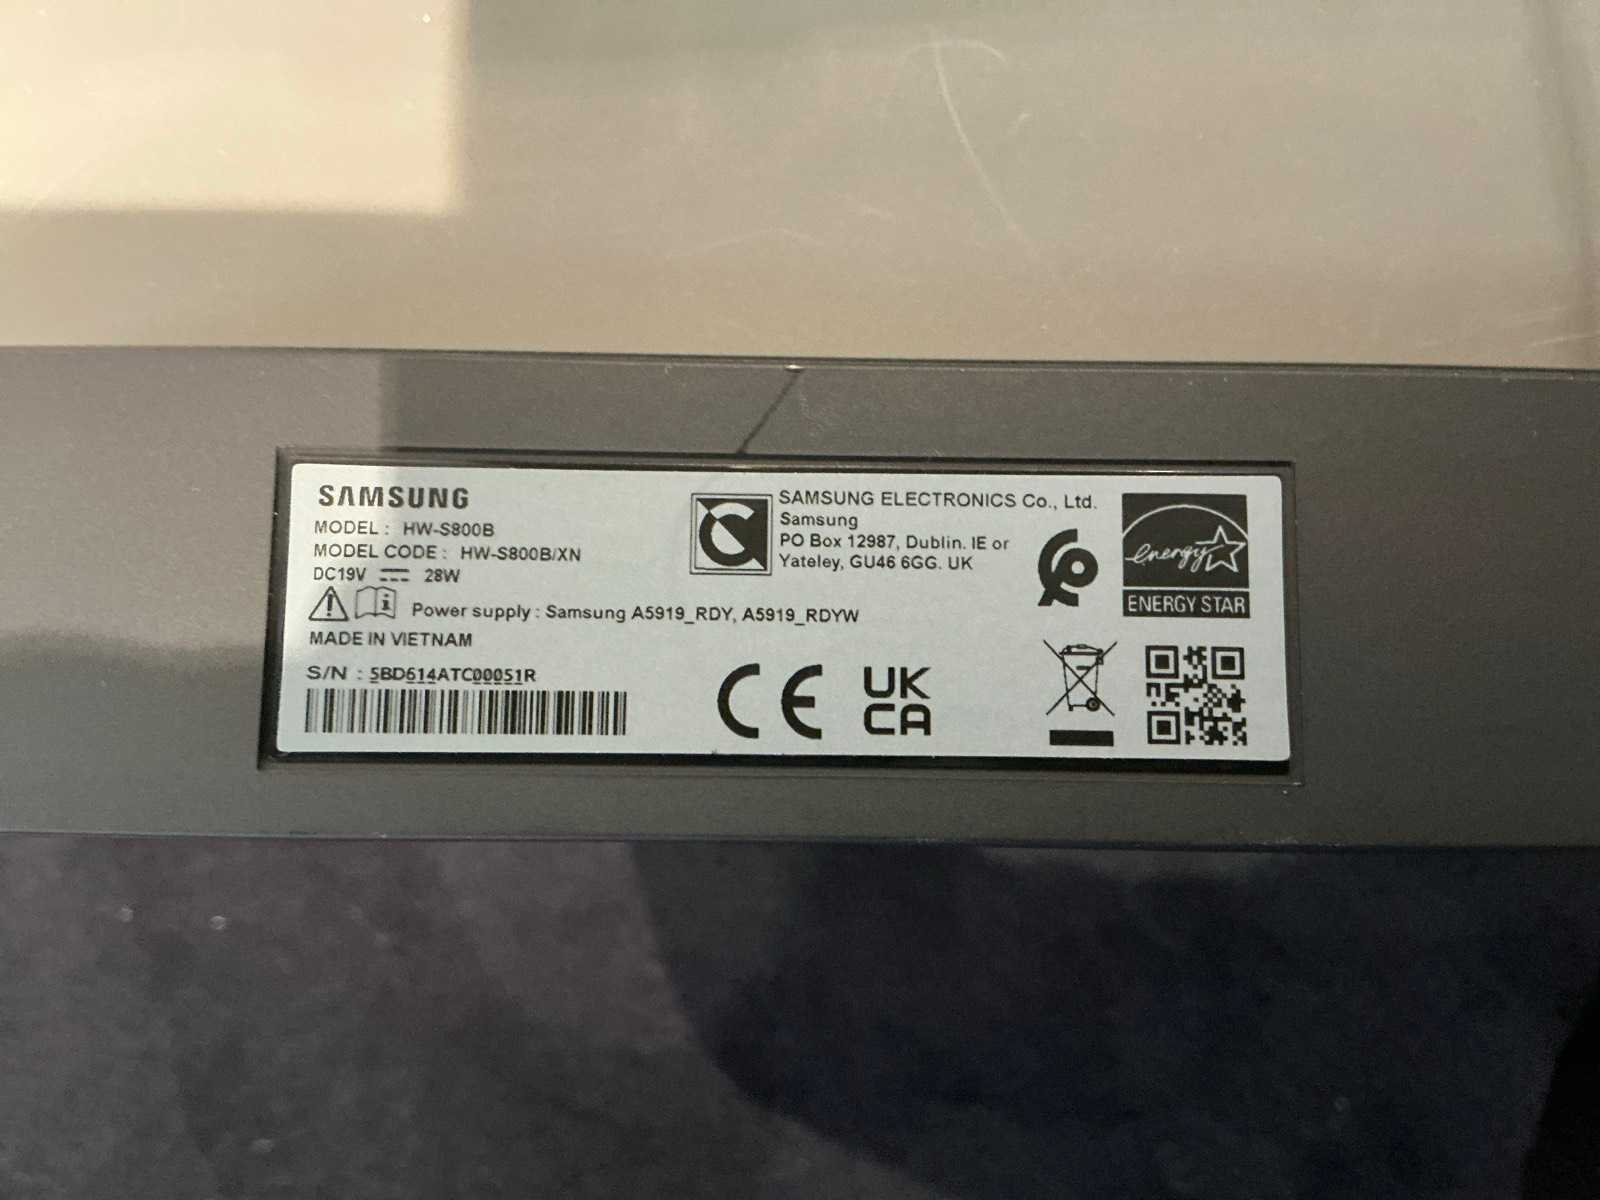 SAMSUNG
MODEL : HW-S800B
MODEL CODE : HW-S800B/XN
DC19V 28W
Power supply : Samsung A5919_RDY, A5919_RDYW
MADE IN VIETNAM
S/N : 5BD614ATC00051R
SAMSUNG ELECTRONICS Co., Ltd.
Samsung
PO Box 12987, Dublin. IE or
Yateley, GU46 6GG. UK
energy
ENERGY STAR
CE
UK
CA